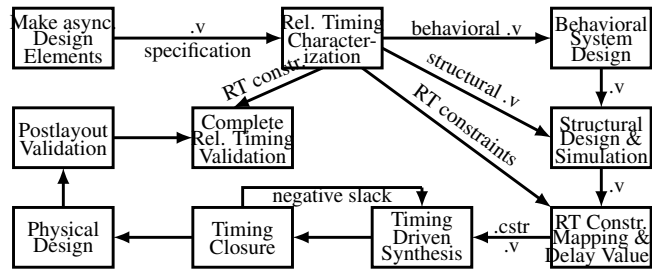 Make async.
Design
Elements
.v
specification
Rel. Timing
Character-
ization
behavioral .v
Behavioral
System
Design
structural .v
.v
RT constr.
RT constraints
Postlayout
Validation
Complete
Rel. Timing
Validation
Structural
Design &
Simulation
.v
negative slack
Physical
Design
Timing
Closure
Timing
Driven
Synthesis
.cstr
.v
RT Constr.
Mapping &
Delay Value